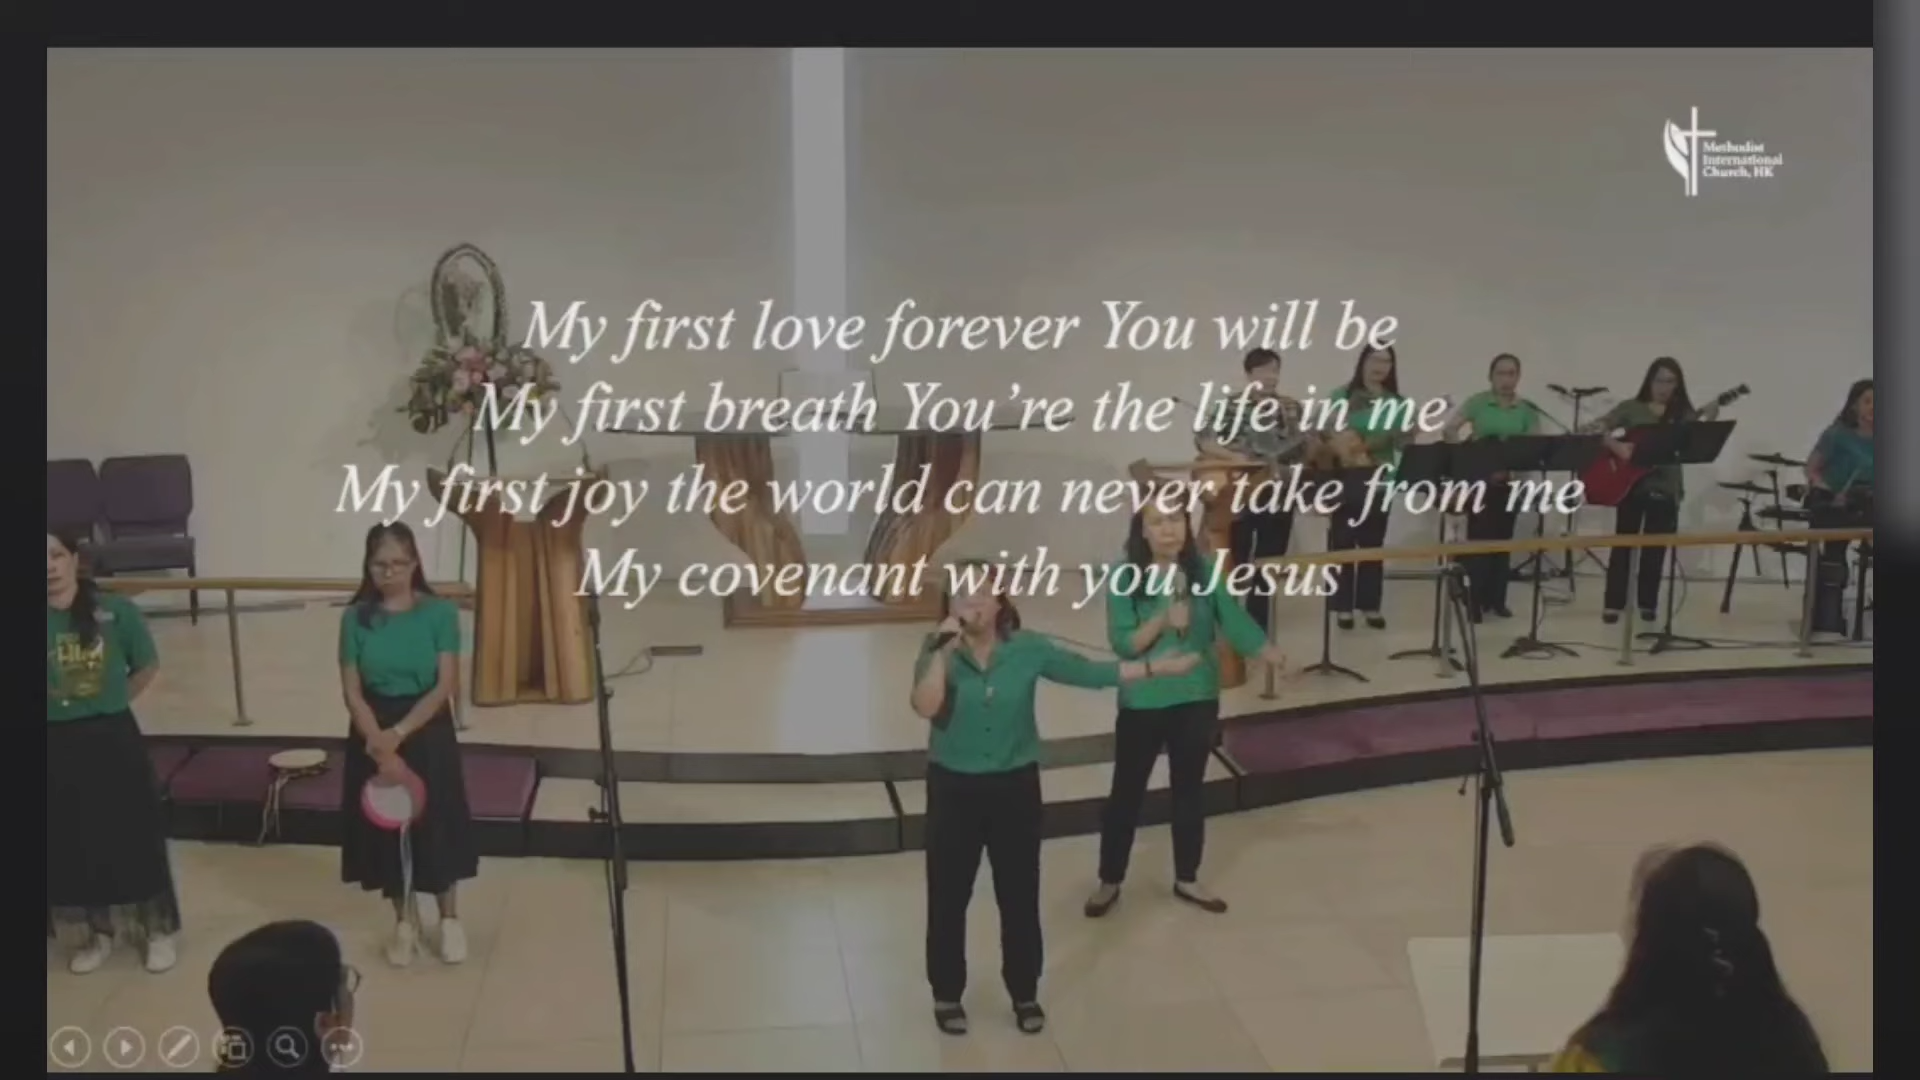 Methodist
International
Church, HK
My first love forever You will be
My first breath You’re the life in me
My first joy the world can never take from me
My covenant with you Jesus